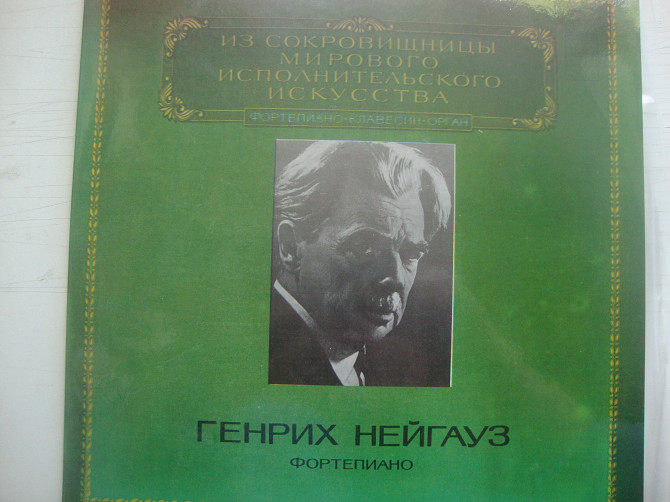 ИЗ СОКРОВИЩНИЦЫ
МИРОВОГО
ИСПОЛНИТЕЛЬСКОГО
ИСКУССТВА
ФОРТЕПИАНО·КЛАВЕСИН·ОРГАН
ГЕНРИХ НЕЙГАУЗ
ФОРТЕПИАНО